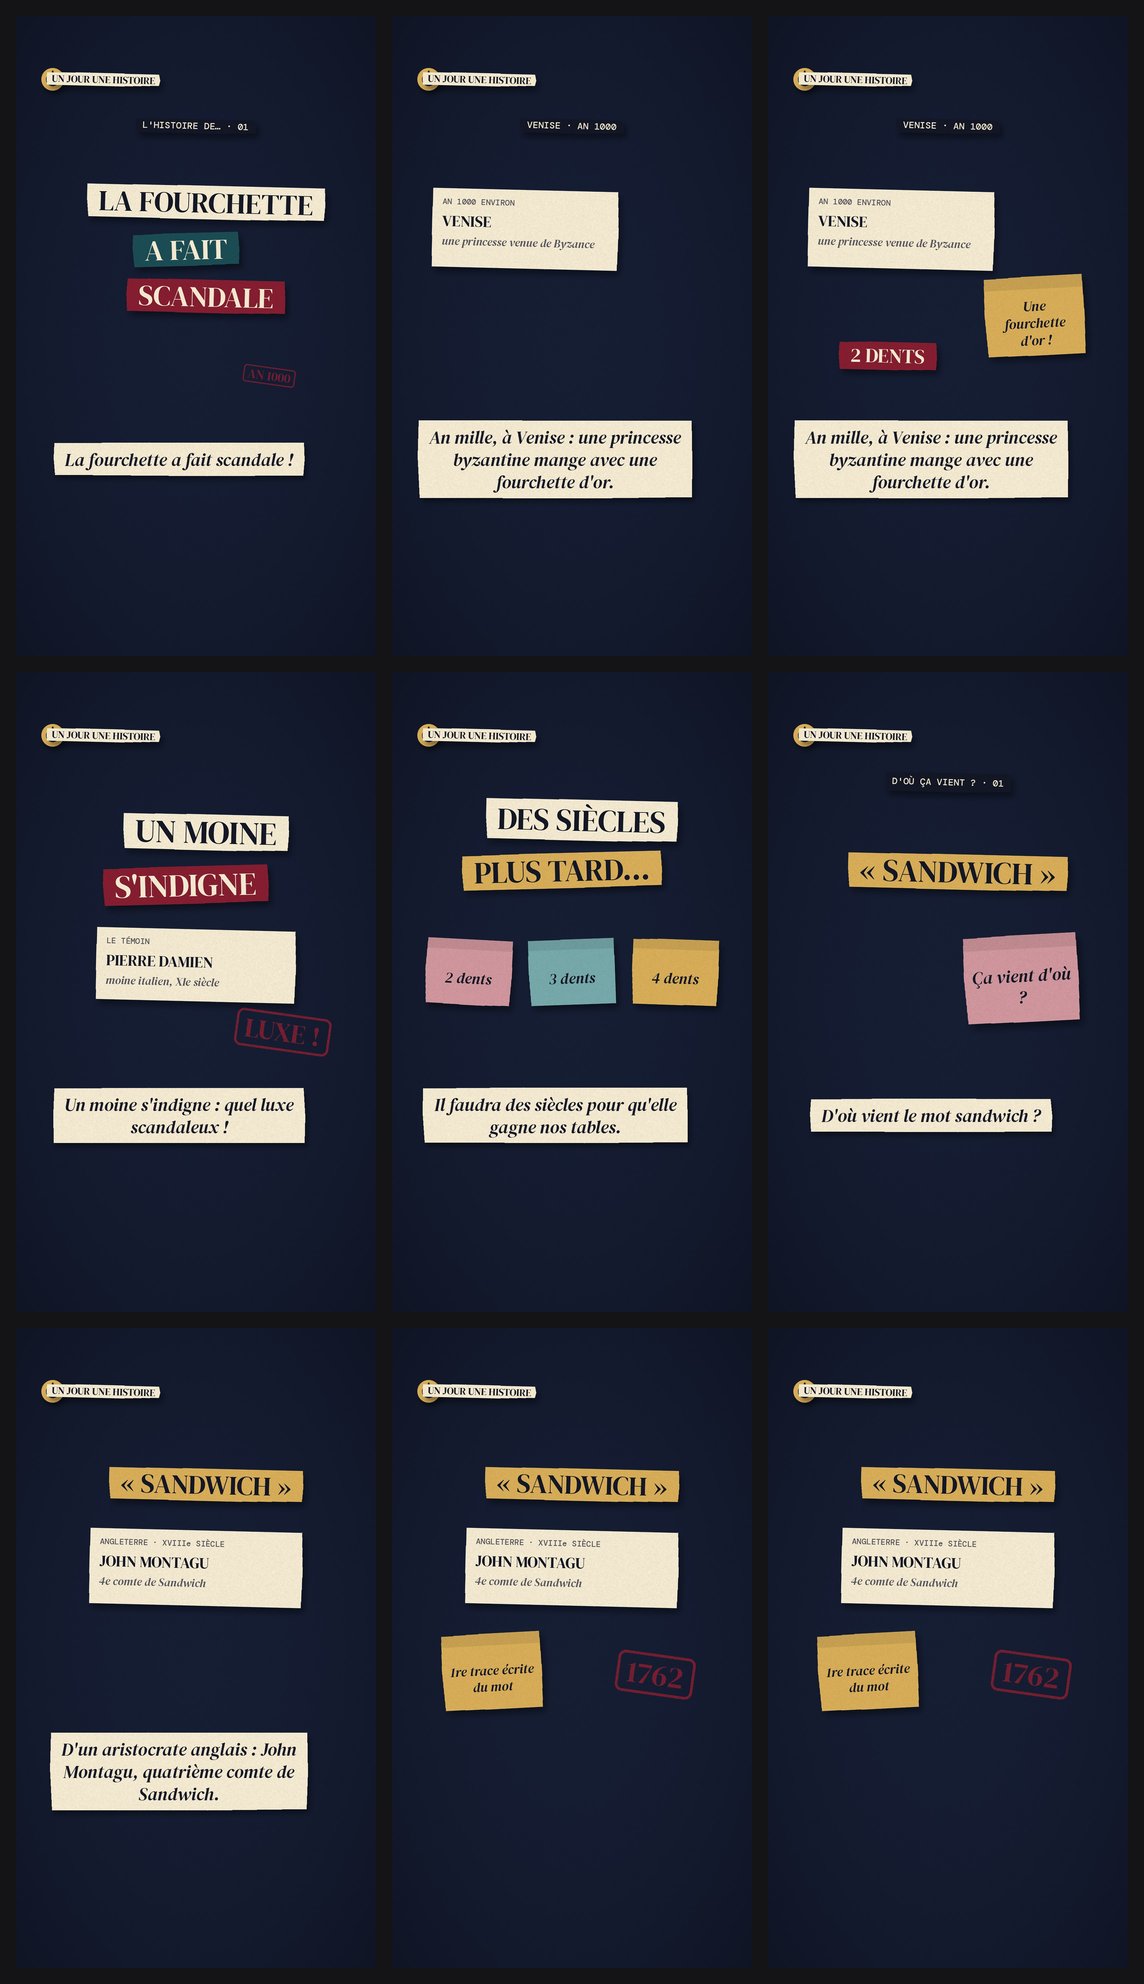 UN JOUR UNE HISTOIRE
L'HISTOIRE DE… · 01
LA FOURCHETTE
A FAIT
SCANDALE
AN 1000
La fourchette a fait scandale !
UN JOUR UNE HISTOIRE
VENISE · AN 1000
AN 1000 ENVIRON
VENISE
une princesse venue de Byzance
An mille, à Venise : une princesse
byzantine mange avec une
fourchette d'or.
UN JOUR UNE HISTOIRE
VENISE · AN 1000
AN 1000 ENVIRON
VENISE
une princesse venue de Byzance
Une
fourchette
d'or !
2 DENTS
An mille, à Venise : une princesse
byzantine mange avec une
fourchette d'or.
UN JOUR UNE HISTOIRE
UN MOINE
S'INDIGNE
LE TÉMOIN
PIERRE DAMIEN
moine italien, XIe siècle
LUXE !
Un moine s'indigne : quel luxe
scandaleux !
UN JOUR UNE HISTOIRE
DES SIÈCLES
PLUS TARD…
2 dents
3 dents
4 dents
Il faudra des siècles pour qu'elle
gagne nos tables.
UN JOUR UNE HISTOIRE
D'OÙ ÇA VIENT ? · 01
« SANDWICH »
Ça vient d'où
?
D'où vient le mot sandwich ?
UN JOUR UNE HISTOIRE
« SANDWICH »
ANGLETERRE · XVIIIe SIÈCLE
JOHN MONTAGU
4e comte de Sandwich
D'un aristocrate anglais : John
Montagu, quatrième comte de
Sandwich.
UN JOUR UNE HISTOIRE
« SANDWICH »
ANGLETERRE · XVIIIe SIÈCLE
JOHN MONTAGU
4e comte de Sandwich
1re trace écrite
du mot
1762
UN JOUR UNE HISTOIRE
« SANDWICH »
ANGLETERRE · XVIIIe SIÈCLE
JOHN MONTAGU
4e comte de Sandwich
1re trace écrite
du mot
1762